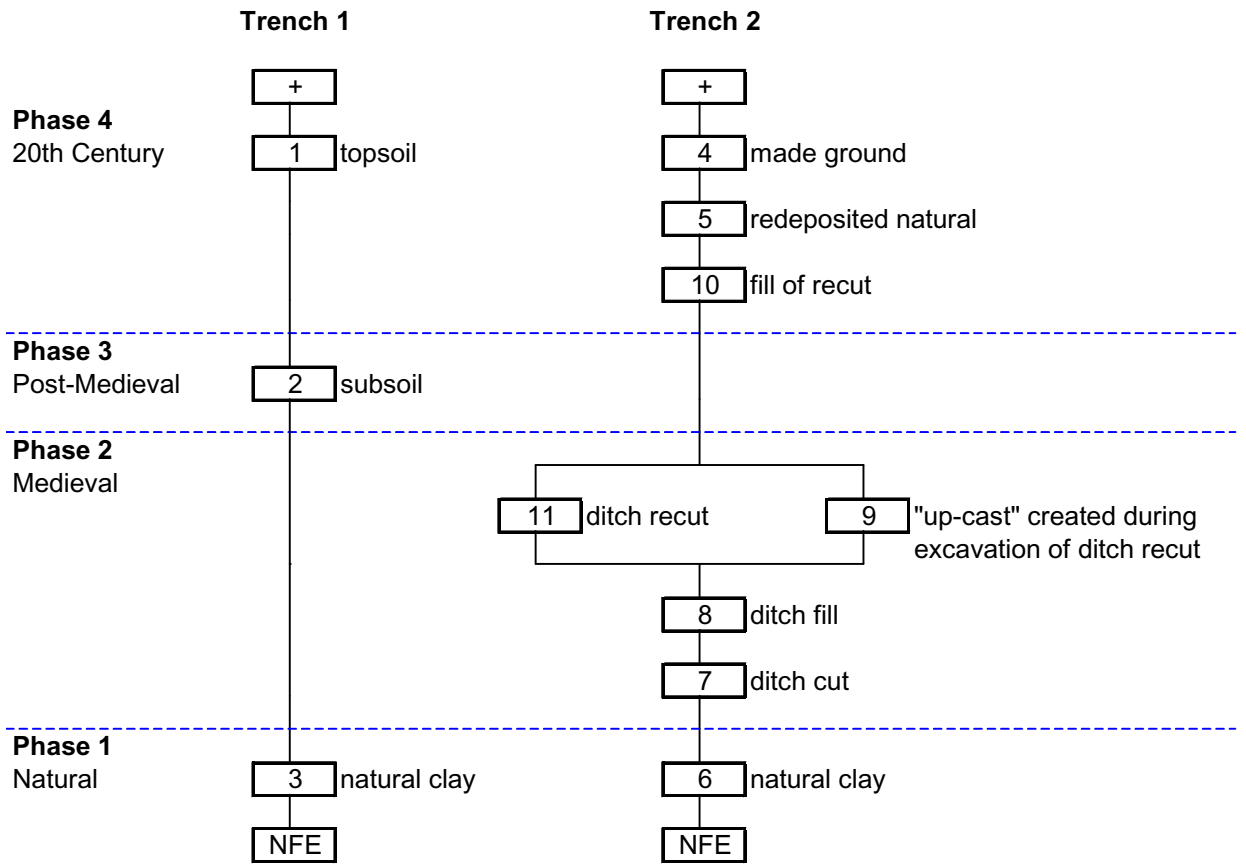 Trench 1 Trench 2
+ +
Phase 4
20th Century 1 topsoil 4 made ground
5 redeposited natural
10 fill of recut
Phase 3
Post-Medieval 2 subsoil
Phase 2
Medieval
11 ditch recut 9 "up-cast" created during
excavation of ditch recut
8 ditch fill
7 ditch cut
Phase 1
Natural 3 natural clay 6 natural clay
NFE NFE